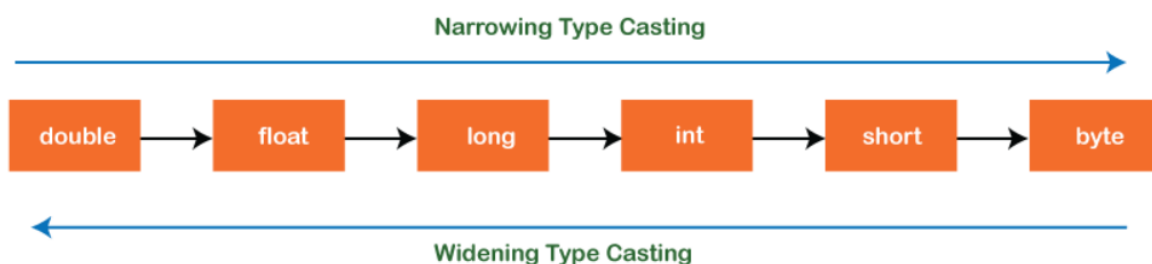 Narrowing Type Casting
double float long int short byte
Widening Type Casting